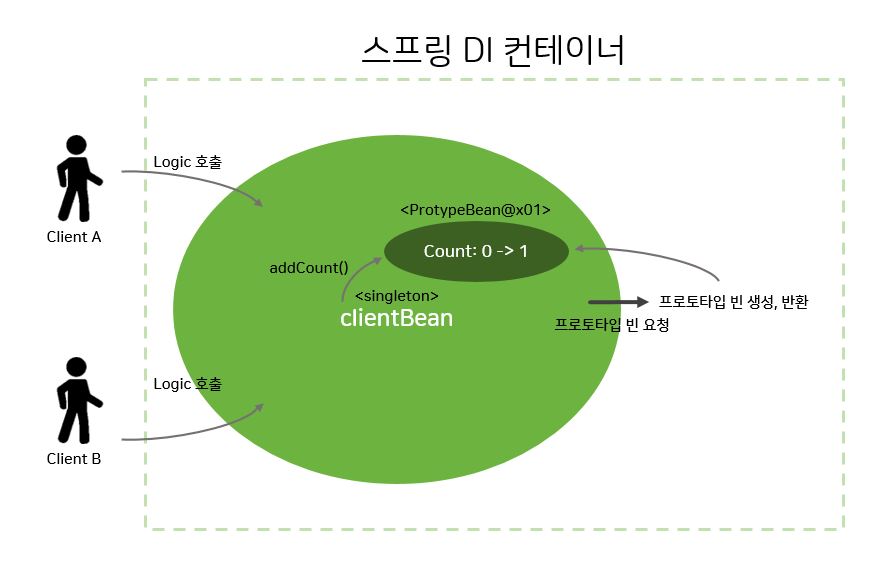 스프링 DI 컨테이너
Logic 호출
Client A
<ProtypeBean@x01>
Count: 0 -> 1
addCount()
<singleton>
clientBean
프로토타입 빈 생성, 반환
프로토타입 빈 요청
Logic 호출
Client B